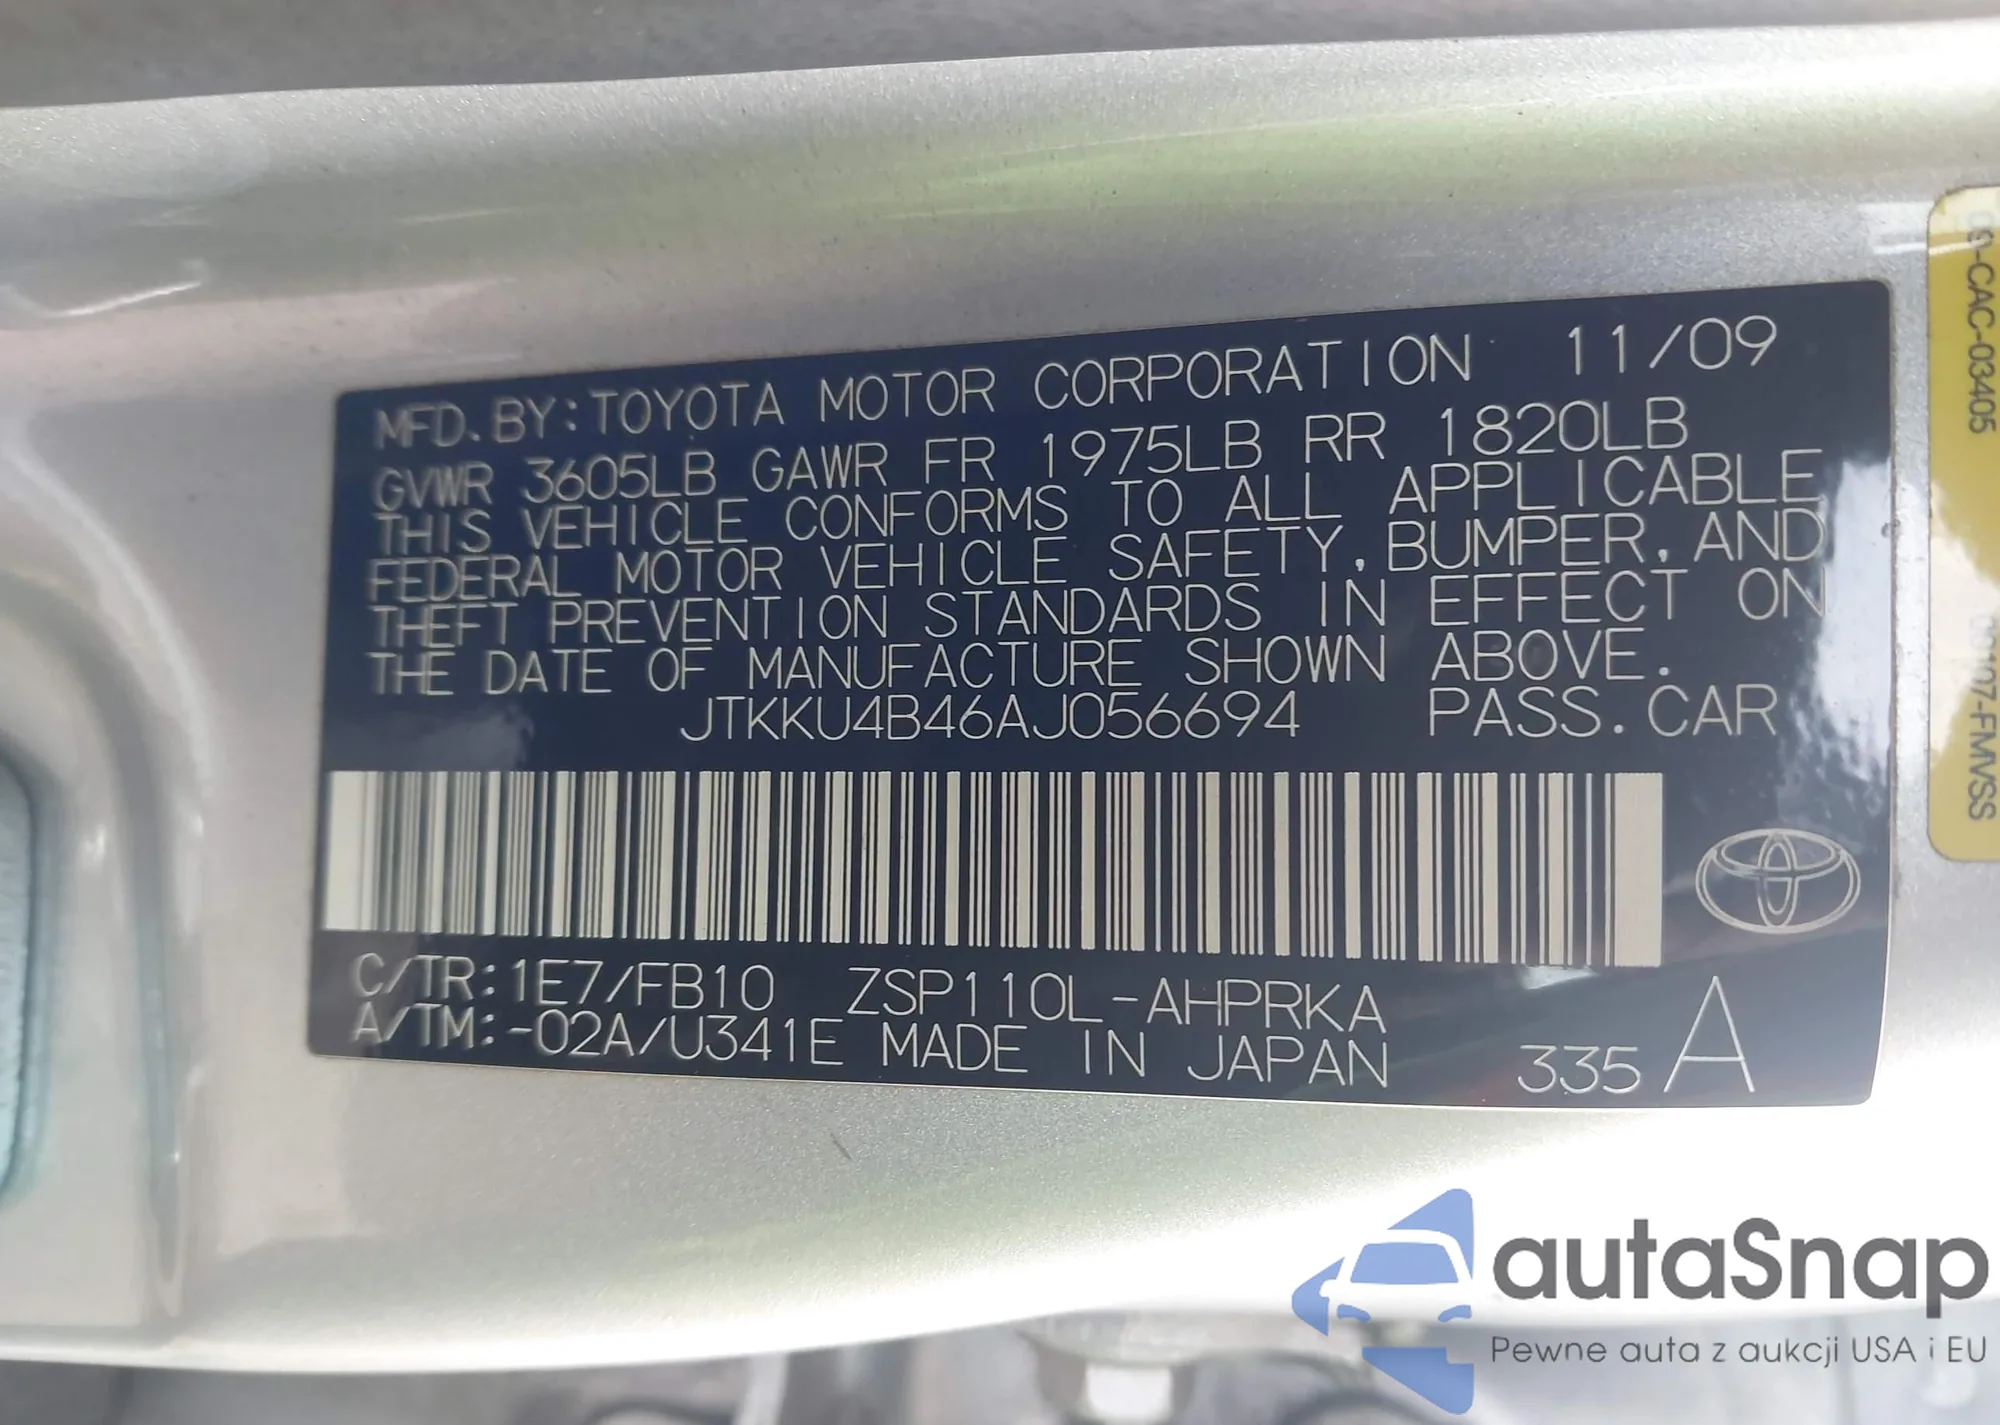 MFD. BY: TOYOTA MOTOR CORPORATION 11/09
GVWR 3605LB GAWR FR 1975LB RR 1820LB
THIS VEHICLE CONFORMS TO ALL APPLICABLE
FEDERAL MOTOR VEHICLE SAFETY, BUMPER, AND
THEFT PREVENTION STANDARDS IN EFFECT ON
THE DATE OF MANUFACTURE SHOWN ABOVE.
JTKKU4B46AJ056694 PASS. CAR
C/TR: 1E7/FB10 ZSP110L-AHPRKA
A/TM: -02A/U341E MADE IN JAPAN 335 A
09-CAC-03405
autaSnap
Pewne auta z aukcji USA i EU